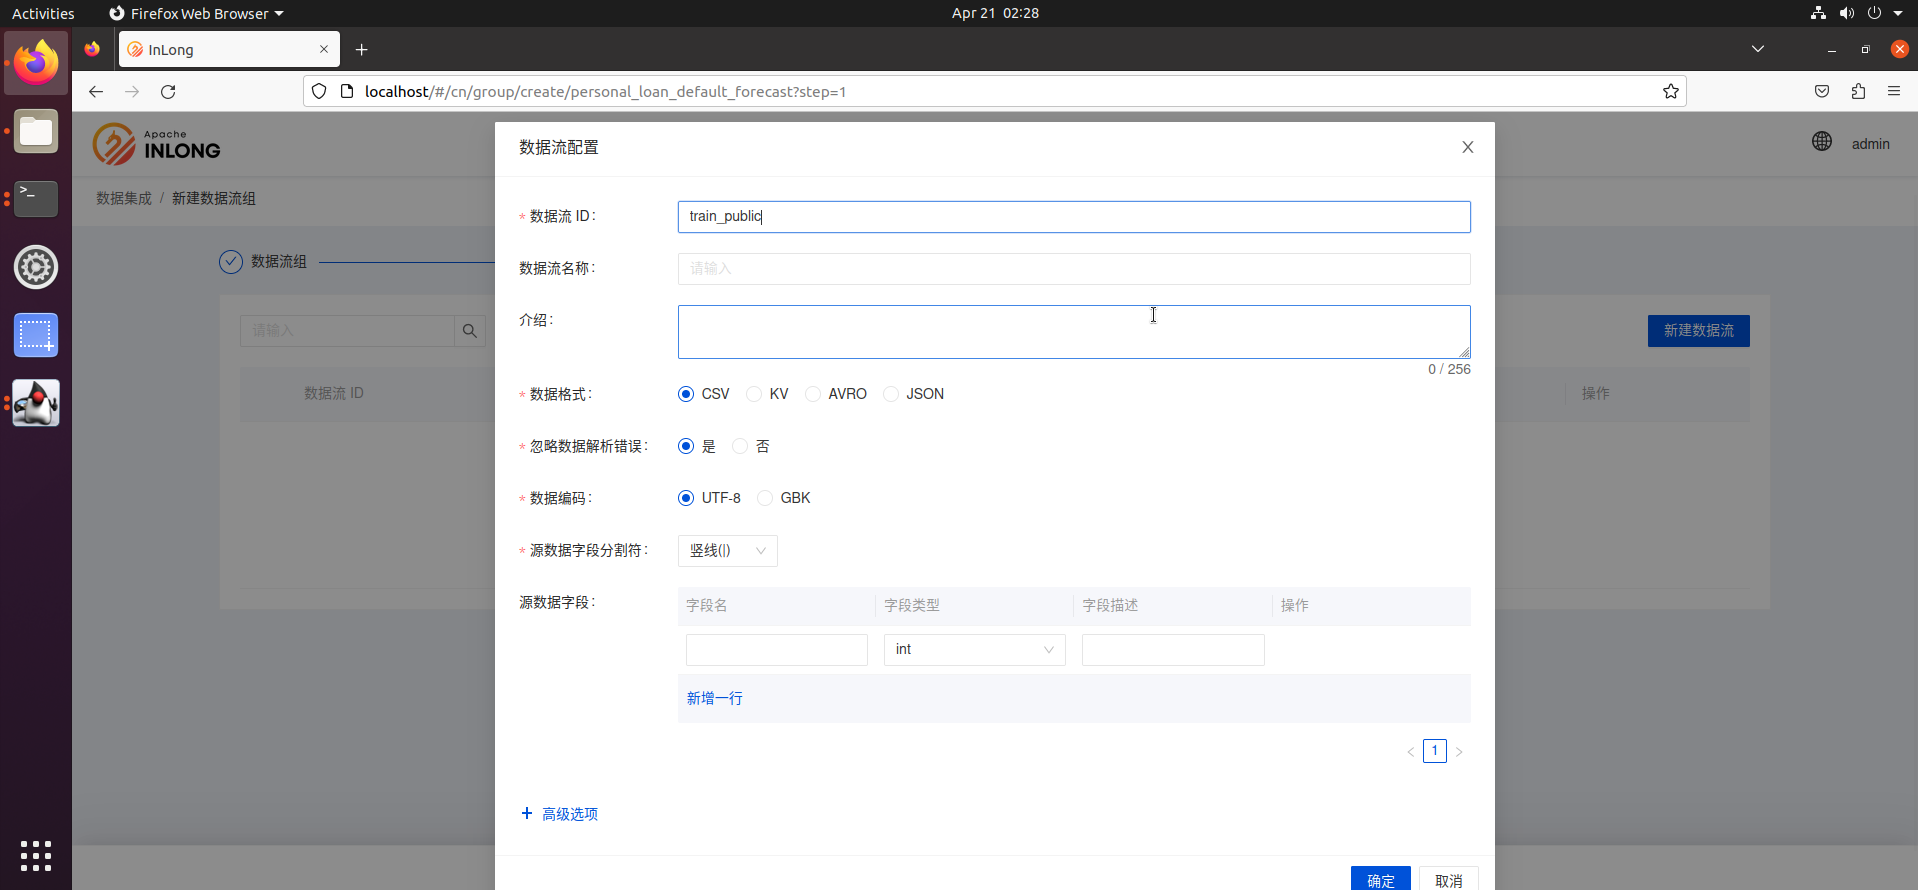 Activities Firefox Web Browser Apr 21 02:28
InLong
localhost/#/cn/group/create/personal_loan_default_forecast?step=1
Apache
INLONG
admin
数据集成 / 新建数据流组
数据流组
请输入
新建数据流
数据流 ID
操作
数据流配置
* 数据流 ID:
train_public
数据流名称:
请输入
介绍:
0 / 256
* 数据格式:
CSV KV AVRO JSON
* 忽略数据解析错误:
是 否
* 数据编码:
UTF-8 GBK
* 源数据字段分割符:
竖线(|)
源数据字段:
字段名 字段类型 字段描述 操作
int
新增一行
< 1 >
+ 高级选项
确定 取消